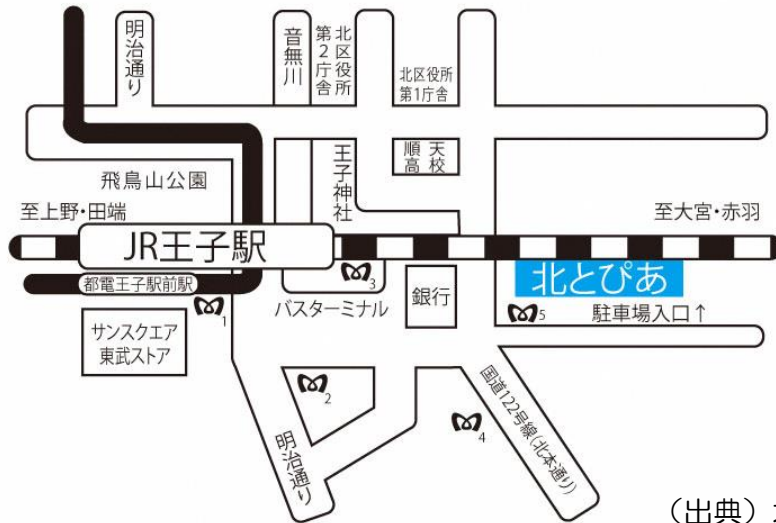 明治通り
音無川
北区役所
第2庁舎
北区役所
第1庁舎
飛鳥山公園
王子神社
順天
高校
至上野・田端
至大宮・赤羽
JR王子駅
都電王子駅前駅
1
3
バスターミナル
銀行
北とぴあ
5
駐車場入口↑
サンスクエア
東武ストア
2
4
明治通り
国道122号線(北本通り)
（出典）